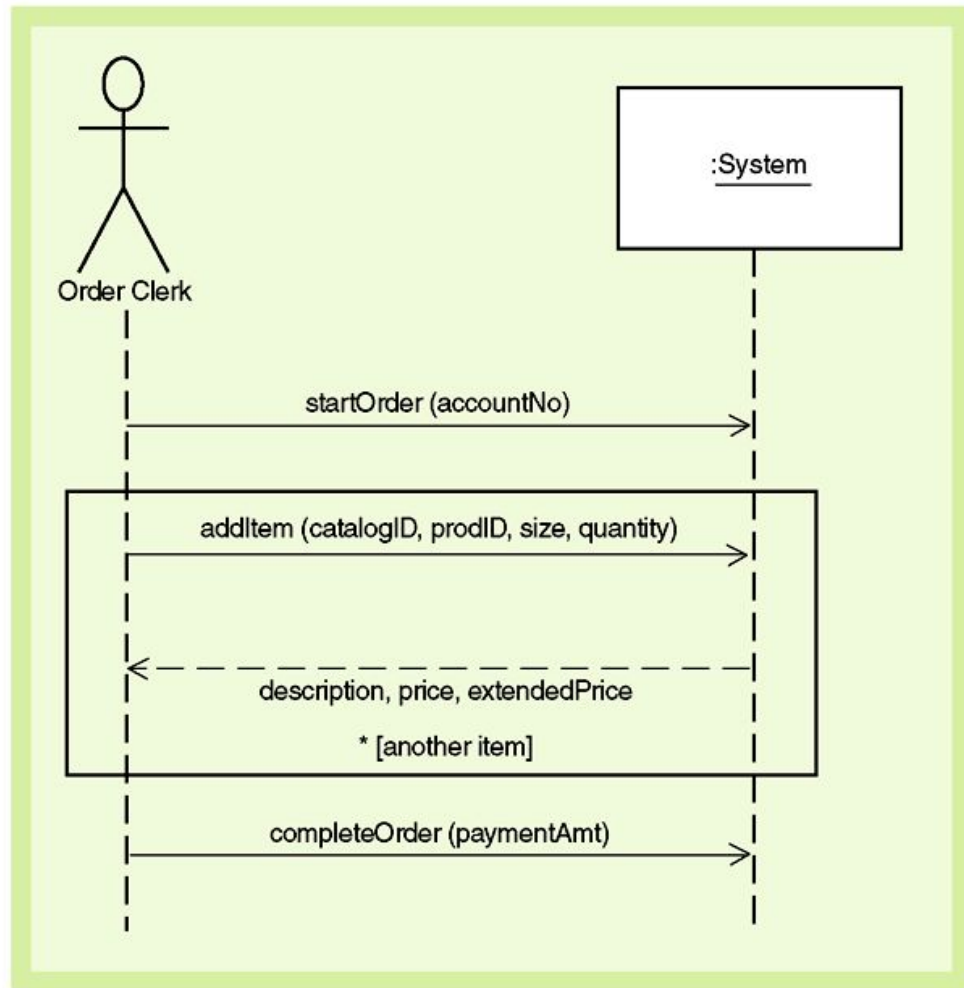 :System
Order Clerk
startOrder (accountNo)
addItem (catalogID, prodID, size, quantity)
description, price, extendedPrice
* [another item]
completeOrder (paymentAmt)